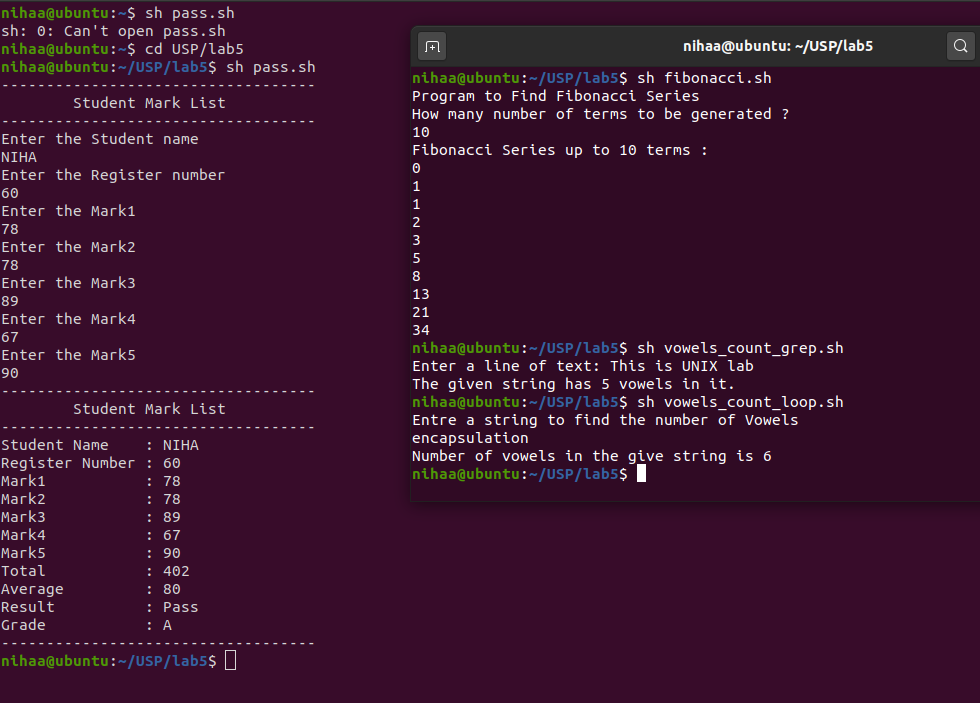 nihaa@ubuntu:~$ sh pass.sh
sh: 0: Can't open pass.sh
nihaa@ubuntu:~$ cd USP/lab5
nihaa@ubuntu:~/USP/lab5$ sh pass.sh
-----------------------------------
Student Mark List
-----------------------------------
Enter the Student name
NIHA
Enter the Register number
60
Enter the Mark1
78
Enter the Mark2
78
Enter the Mark3
89
Enter the Mark4
67
Enter the Mark5
90
-----------------------------------
Student Mark List
-----------------------------------
Student Name    : NIHA
Register Number : 60
Mark1           : 78
Mark2           : 78
Mark3           : 89
Mark4           : 67
Mark5           : 90
Total           : 402
Average         : 80
Result          : Pass
Grade           : A
-----------------------------------
nihaa@ubuntu:~/USP/lab5$
nihaa@ubuntu: ~/USP/lab5
nihaa@ubuntu:~/USP/lab5$ sh fibonacci.sh
Program to Find Fibonacci Series
How many number of terms to be generated ?
10
Fibonacci Series up to 10 terms :
0
1
1
2
3
5
8
13
21
34
nihaa@ubuntu:~/USP/lab5$ sh vowels_count_grep.sh
Enter a line of text: This is UNIX lab
The given string has 5 vowels in it.
nihaa@ubuntu:~/USP/lab5$ sh vowels_count_loop.sh
Entre a string to find the number of Vowels
encapsulation
Number of vowels in the give string is 6
nihaa@ubuntu:~/USP/lab5$